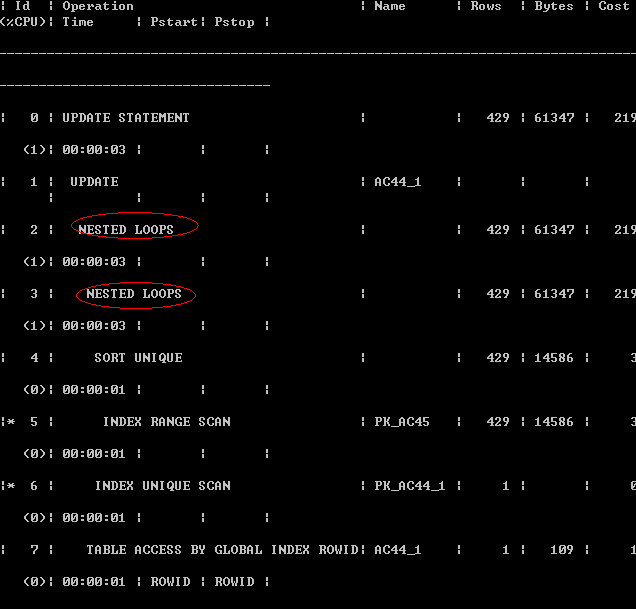 | Id  | Operation                            | Name      | Rows  | Bytes | Cost
(%CPU)| Time     | Pstart| Pstop |
--------------------------------------------------------------------------------
----------------------------------
|   0 | UPDATE STATEMENT                     |           |   429 | 61347 |   219
   (1)| 00:00:03 |       |       |
|   1 |  UPDATE                              | AC44_1    |       |       |
      |          |       |       |
|   2 |   NESTED LOOPS                       |           |   429 | 61347 |   219
   (1)| 00:00:03 |       |       |
|   3 |    NESTED LOOPS                      |           |   429 | 61347 |   219
   (1)| 00:00:03 |       |       |
|   4 |     SORT UNIQUE                      |           |   429 | 14586 |     3
   (0)| 00:00:01 |       |       |
|*  5 |      INDEX RANGE SCAN                | PK_AC45   |   429 | 14586 |     3
   (0)| 00:00:01 |       |       |
|*  6 |     INDEX UNIQUE SCAN                | PK_AC44_1 |     1 |       |     0
   (0)| 00:00:01 |       |       |
|   7 |    TABLE ACCESS BY GLOBAL INDEX ROWID| AC44_1    |     1 |   109 |     1
   (0)| 00:00:01 | ROWID | ROWID |